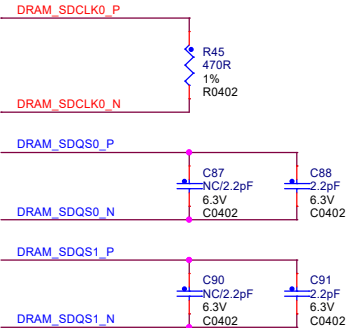 DRAM_SDCLK0_P
R45
470R
1%
R0402
DRAM_SDCLK0_N
DRAM_SDQS0_P
C87
NC/2.2pF
6.3V
C0402
C88
2.2pF
6.3V
C0402
DRAM_SDQS0_N
DRAM_SDQS1_P
C90
NC/2.2pF
6.3V
C0402
C91
2.2pF
6.3V
C0402
DRAM_SDQS1_N